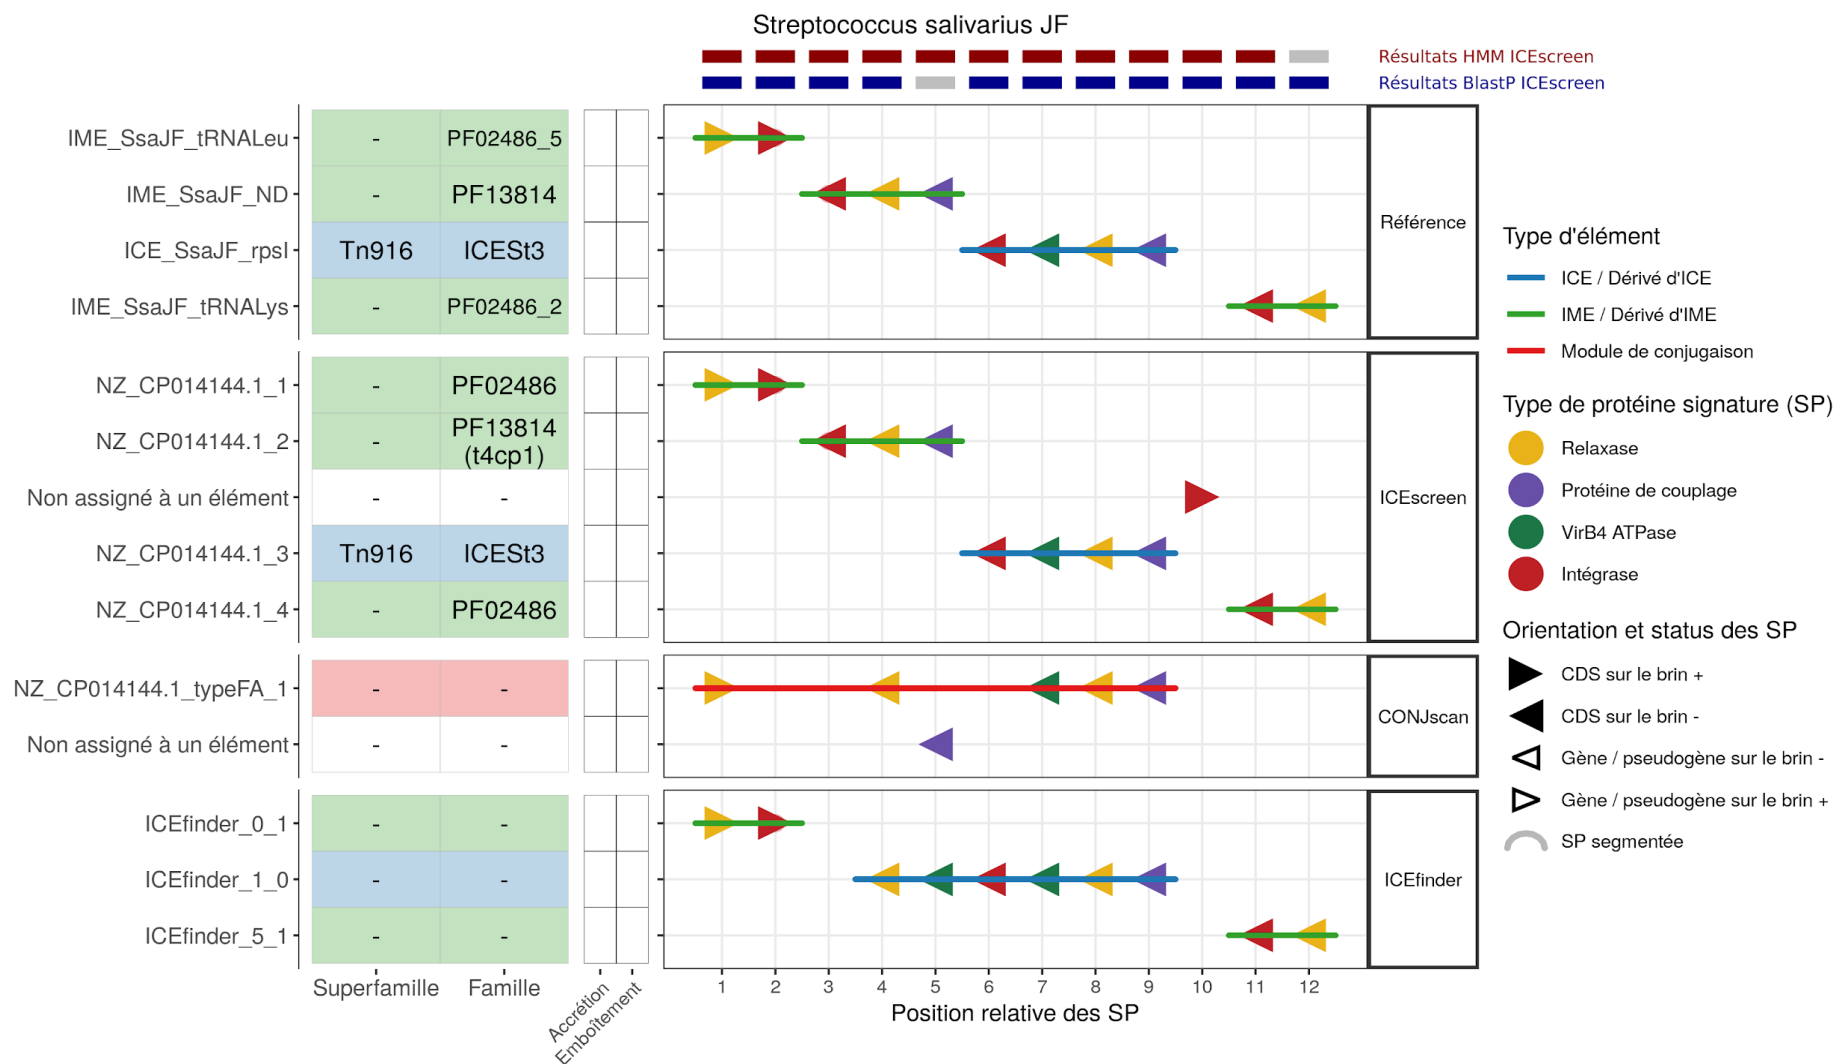 Streptococcus salivarius JF
Résultats HMM ICEscreen
Résultats BlastP ICEscreen
IME_SsaJF_tRNALeu - PF02486_5
IME_SsaJF_ND - PF13814
ICE_SsaJF_rpsI Tn916 ICESt3
IME_SsaJF_tRNALys - PF02486_2
Référence
NZ_CP014144.1_1 - PF02486
NZ_CP014144.1_2 - PF13814
(t4cp1)
Non assigné à un élément - -
NZ_CP014144.1_3 Tn916 ICESt3
NZ_CP014144.1_4 - PF02486
ICEscreen
NZ_CP014144.1_typeFA_1 - -
Non assigné à un élément - -
CONJscan
ICEfinder_0_1 - -
ICEfinder_1_0 - -
ICEfinder_5_1 - -
ICEfinder
Superfamille Famille
Accrétion
Emboîtement
1 2 3 4 5 6 7 8 9 10 11 12
Position relative des SP
Type d'élément
ICE / Dérivé d'ICE
IME / Dérivé d'IME
Module de conjugaison
Type de protéine signature (SP)
Relaxase
Protéine de couplage
VirB4 ATPase
Intégrase
Orientation et status des SP
CDS sur le brin +
CDS sur le brin -
Gène / pseudogène sur le brin -
Gène / pseudogène sur le brin +
SP segmentée